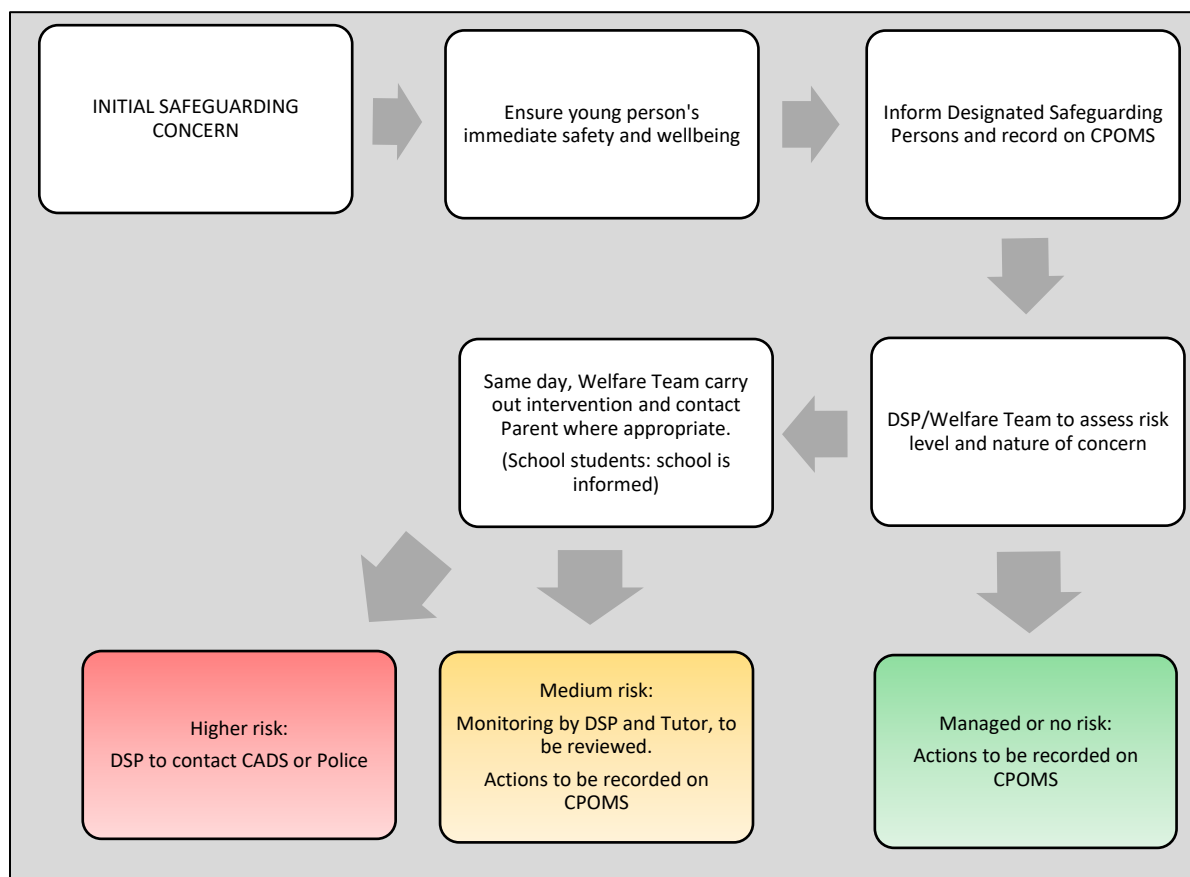 INITIAL SAFEGUARDING
CONCERN
Ensure young person's
immediate safety and wellbeing
Inform Designated Safeguarding
Persons and record on CPOMS
DSP/Welfare Team to assess risk
level and nature of concern
Same day, Welfare Team carry
out intervention and contact
Parent where appropriate.
(School students: school is
informed)
Higher risk:
DSP to contact CADS or Police
Medium risk:
Monitoring by DSP and Tutor, to
be reviewed.
Actions to be recorded on
CPOMS
Managed or no risk:
Actions to be recorded on
CPOMS